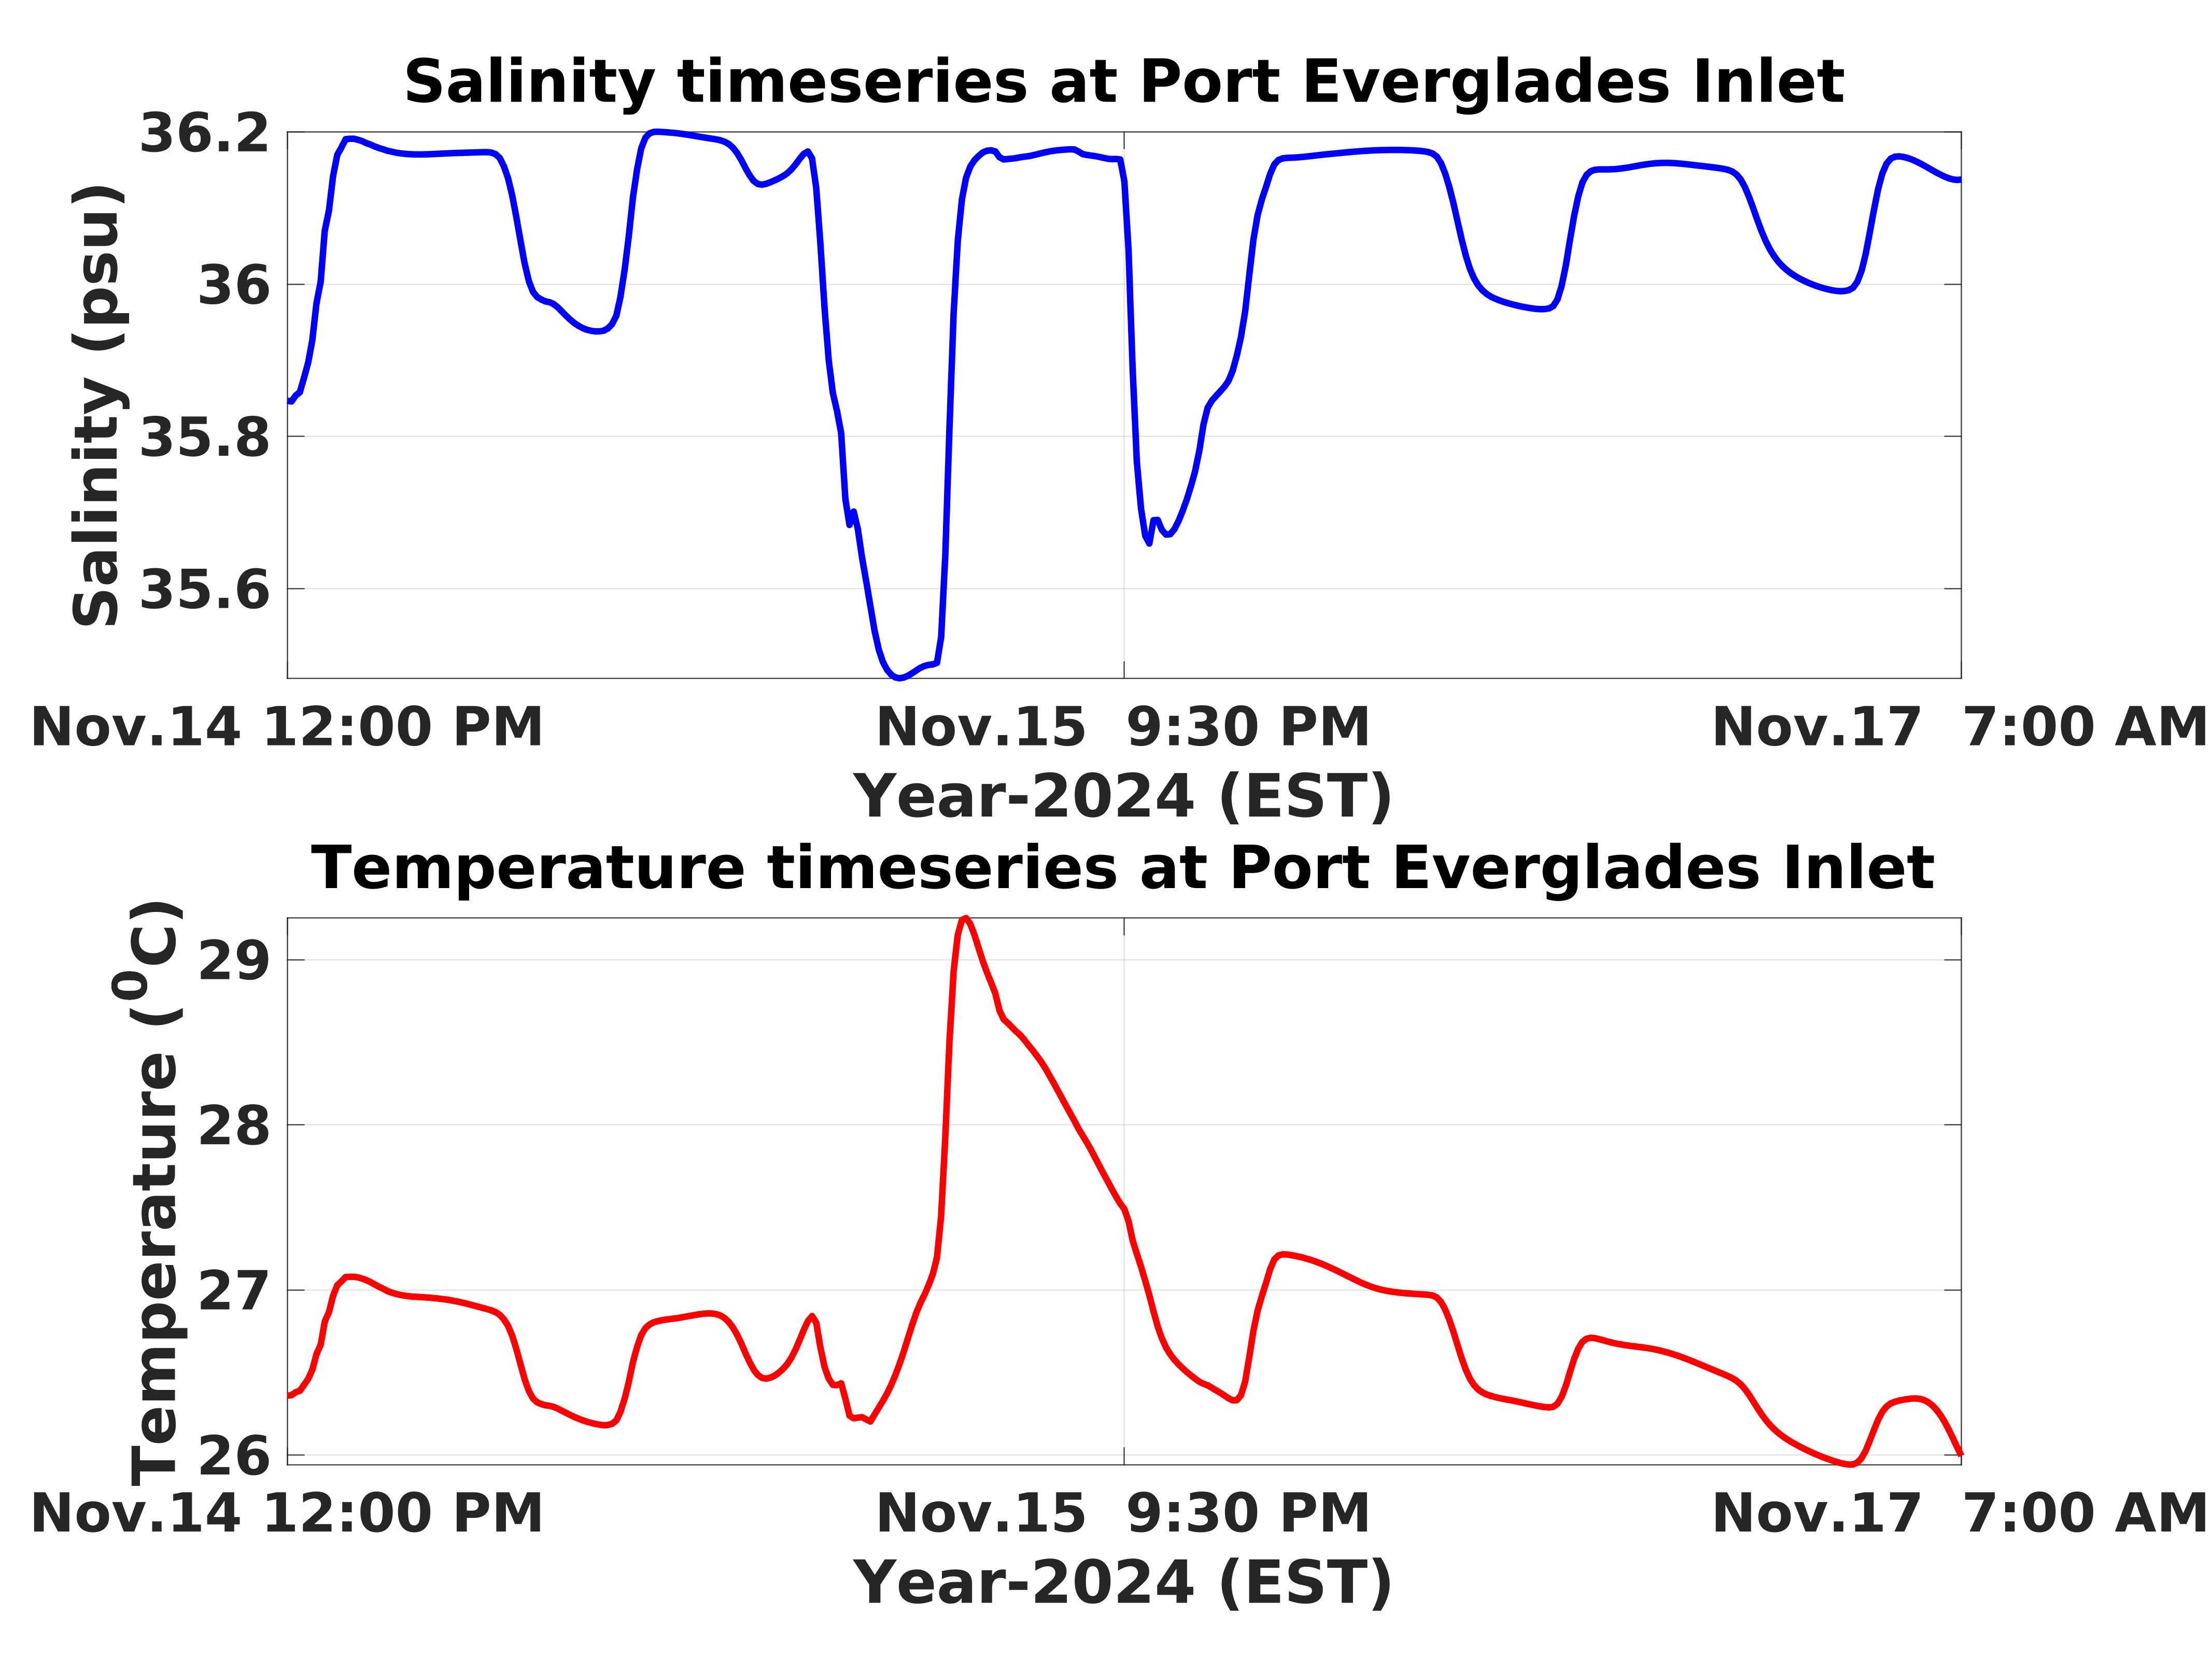 Salinity timeseries at Port Everglades Inlet
Salinity (psu)
36.2
36
35.8
35.6
Nov.14 12:00 PM
Nov.15 9:30 PM
Nov.17 7:00 AM
Year-2024 (EST)
Temperature timeseries at Port Everglades Inlet
Temperature (⁰C)
29
28
27
26
Nov.14 12:00 PM
Nov.15 9:30 PM
Nov.17 7:00 AM
Year-2024 (EST)